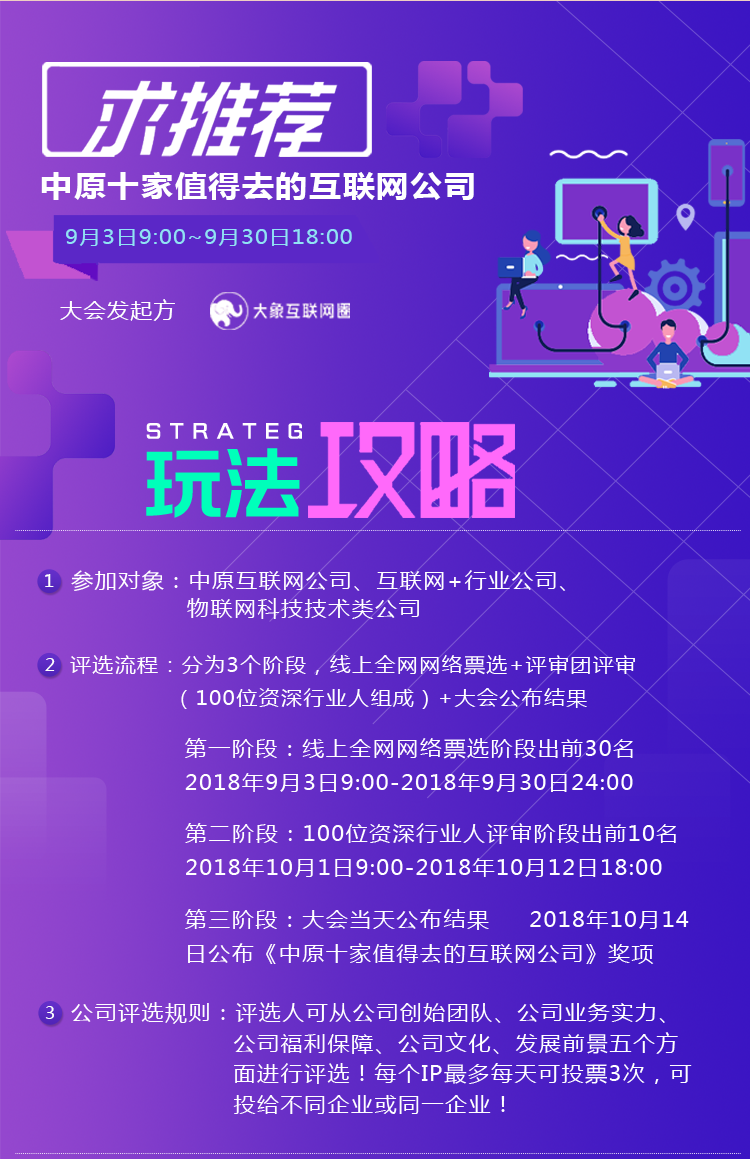 求推荐
中原十家值得去的互联网公司
9月3日9:00~9月30日18:00
大会发起方 大象互联网圈
STRATEG
玩法攻略
1 参加对象：中原互联网公司、互联网+行业公司、
物联网科技技术类公司
2 评选流程：分为3个阶段，线上全网网络票选+评审团评审
（100位资深行业人组成）+大会公布结果
第一阶段：线上全网网络票选阶段出前30名
2018年9月3日9:00-2018年9月30日24:00
第二阶段：100位资深行业人评审阶段出前10名
2018年10月1日9:00-2018年10月12日18:00
第三阶段：大会当天公布结果 2018年10月14
日公布《中原十家值得去的互联网公司》奖项
3 公司评选规则：评选人可从公司创始团队、公司业务实力、
公司福利保障、公司文化、发展前景五个方
面进行评选！每个IP最多每天可投票3次，可
投给不同企业或同一企业！